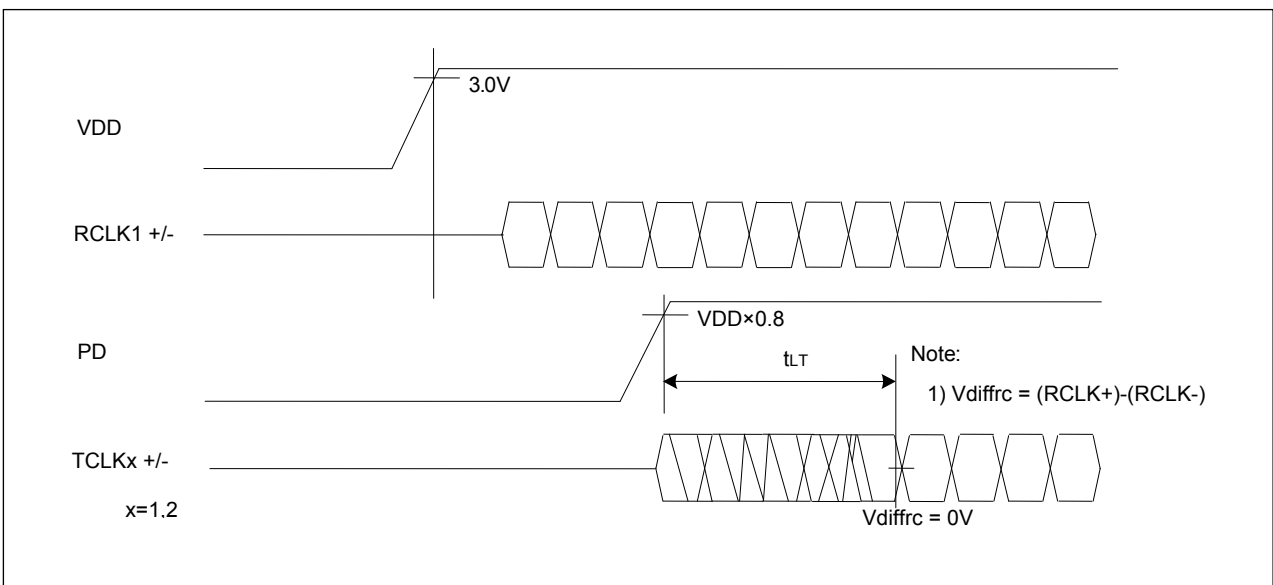 3.0V
VDD
RCLK1 +/-
VDD×0.8
PD
tLT
Note:
1) Vdiffrc = (RCLK+)-(RCLK-)
TCLKx +/-
x=1,2
Vdiffrc = 0V